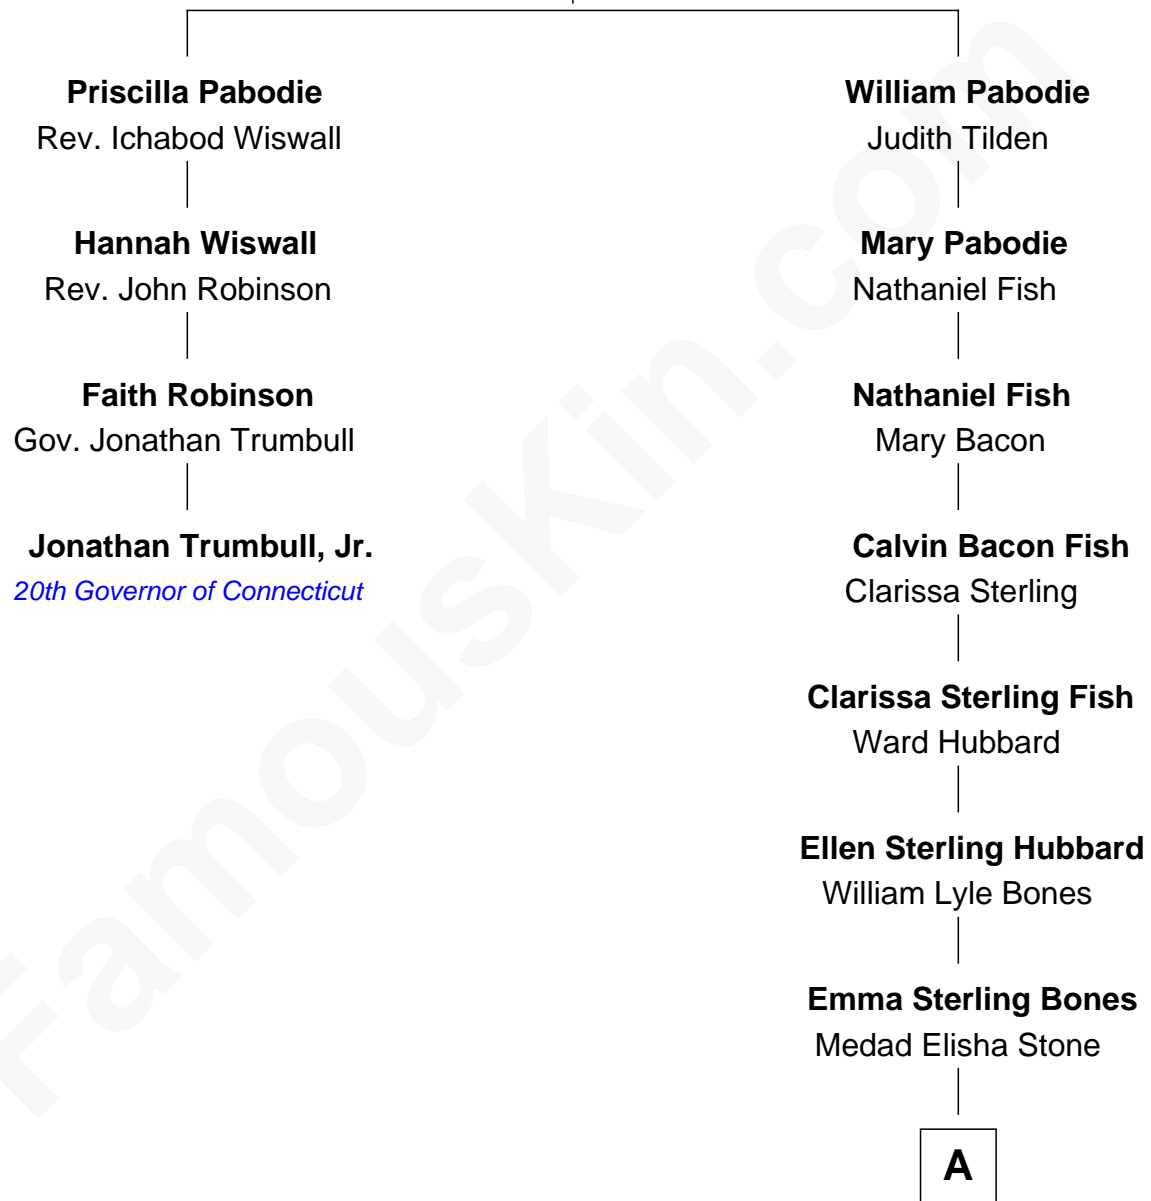 Priscilla Pabodie
Rev. Ichabod Wiswall
Hannah Wiswall
Rev. John Robinson
Faith Robinson
Gov. Jonathan Trumbull
Jonathan Trumbull, Jr.
20th Governor of Connecticut
William Pabodie
Judith Tilden
Mary Pabodie
Nathaniel Fish
Nathaniel Fish
Mary Bacon
Calvin Bacon Fish
Clarissa Sterling
Clarissa Sterling Fish
Ward Hubbard
Ellen Sterling Hubbard
William Lyle Bones
Emma Sterling Bones
Medad Elisha Stone
A
FamousKin.com